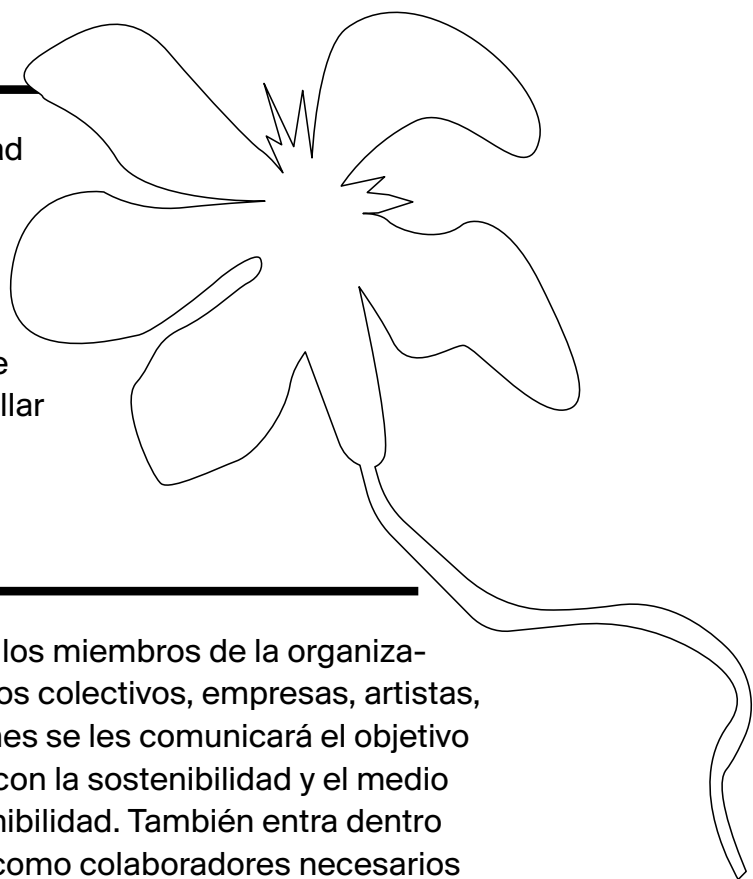 ad
e
llar
los miembros de la organiza-
os colectivos, empresas, artistas,
nes se les comunicará el objetivo
con la sostenibilidad y el medio
nibilidad. También entra dentro
como colaboradores necesarios